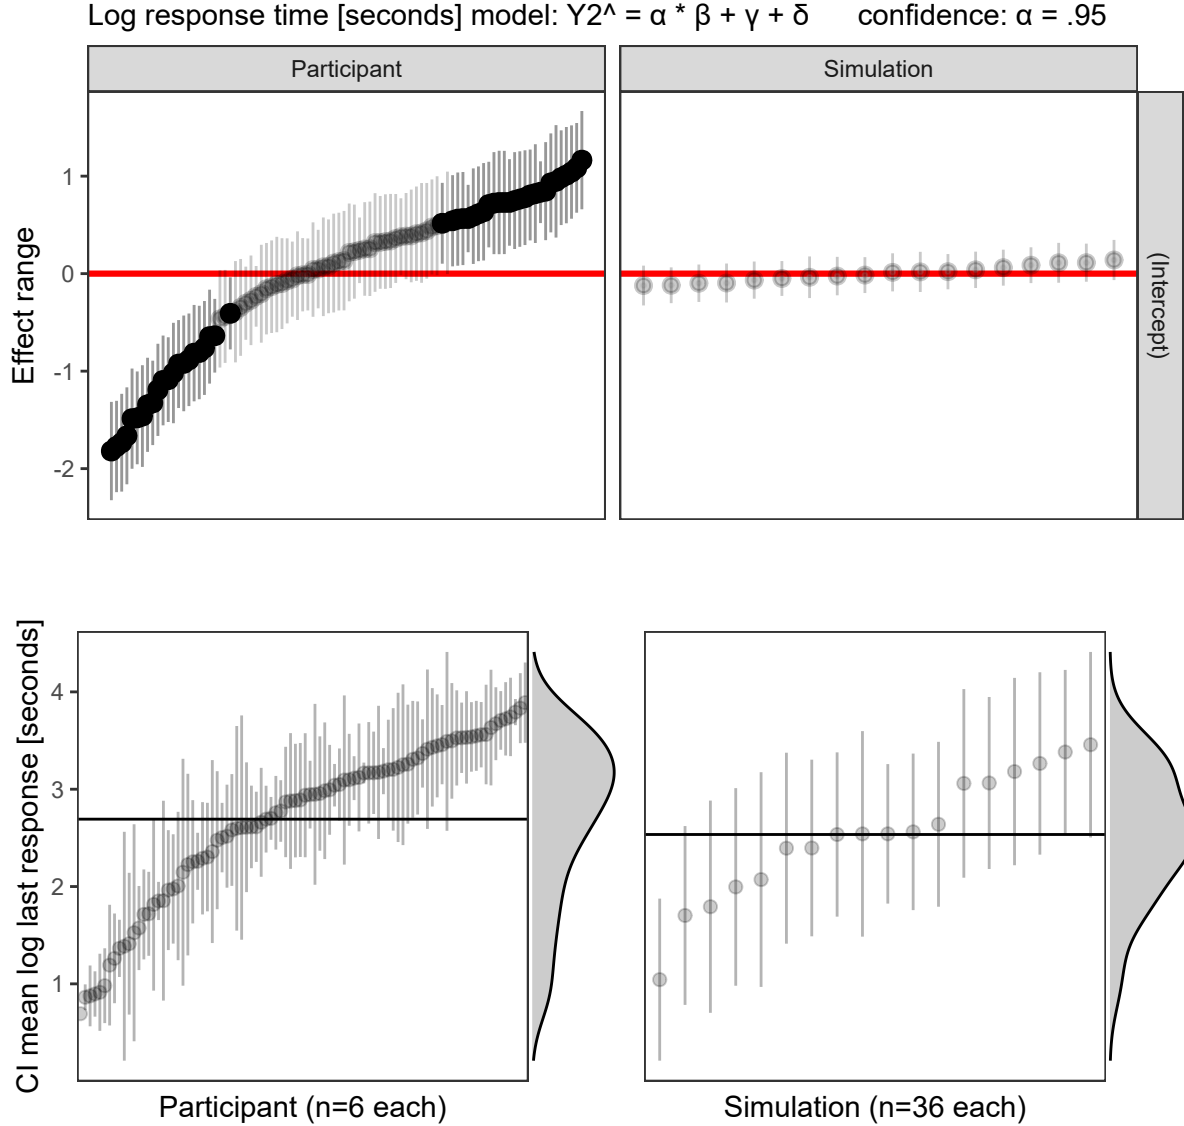 Log response time [seconds] model: Y2^ = α * β + γ + δ confidence: α = .95
Participant
Simulation
Effect range
1
0
-1
-2
(Intercept)
CI mean log last response [seconds]
4
3
2
1
Participant (n=6 each)
Simulation (n=36 each)